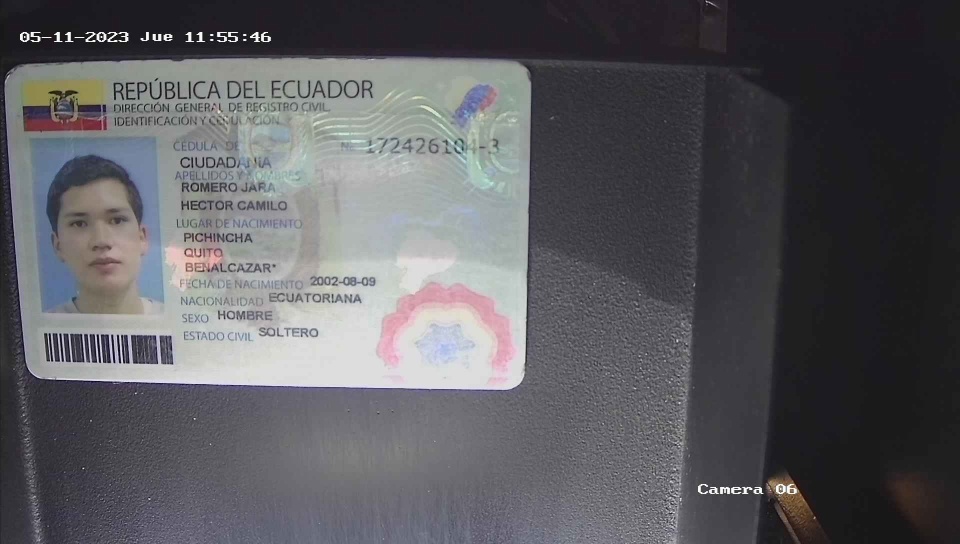 05-11-2023 Jue 11:55:46
REPÚBLICA DEL ECUADOR
DIRECCIÓN GENERAL DE REGISTRO CIVIL,
IDENTIFICACIÓN Y CEDULACIÓN
CÉDULA DE
No. 172426104-3
CIUDADANÍA
APELLIDOS Y NOMBRES
ROMERO JARA
HECTOR CAMILO
LUGAR DE NACIMIENTO
PICHINCHA
QUITO
BENALCAZAR*
FECHA DE NACIMIENTO 2002-08-09
NACIONALIDAD ECUATORIANA
SEXO HOMBRE
ESTADO CIVIL SOLTERO
Camera 06